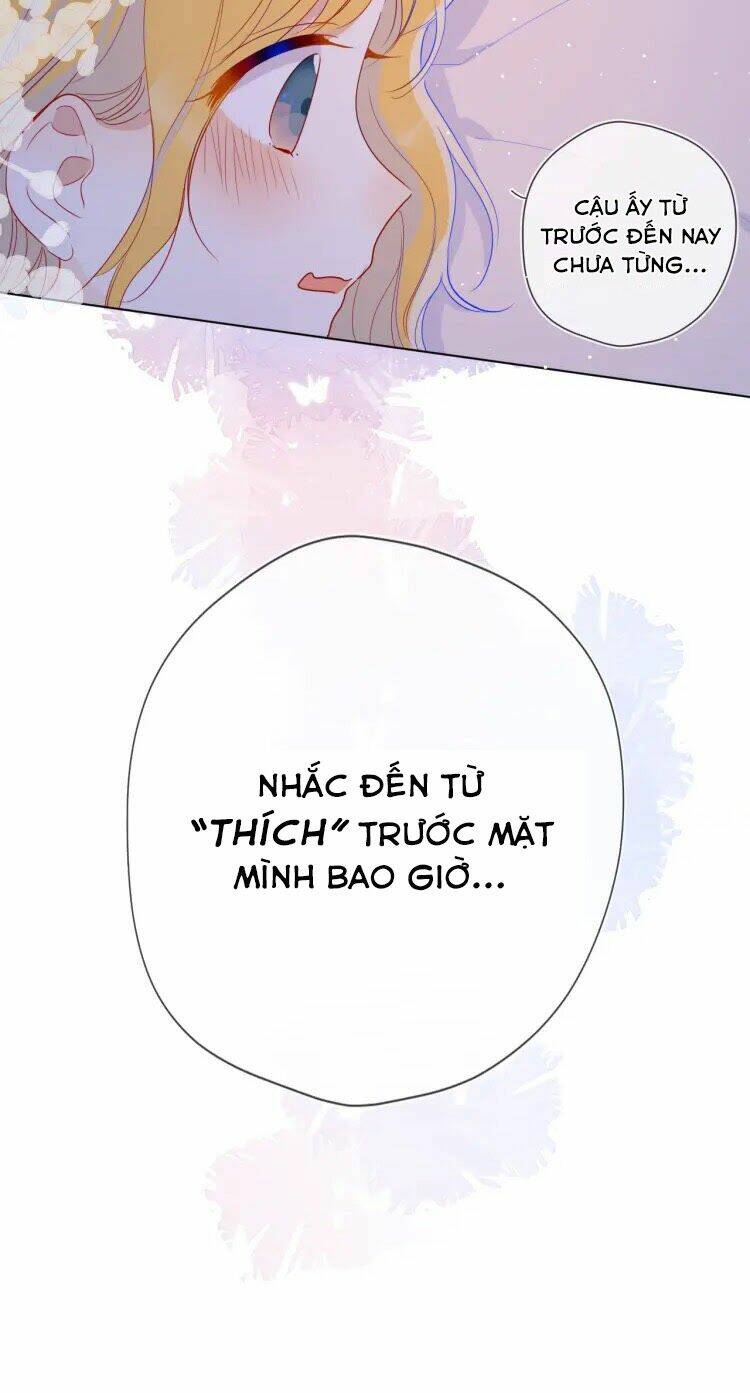 CẬU ẤY TỪ
TRƯỚC ĐẾN NAY
CHƯA TỪNG...
NHẮC ĐẾN TỪ
“THÍCH” TRƯỚC MẶT
MÌNH BAO GIỜ...